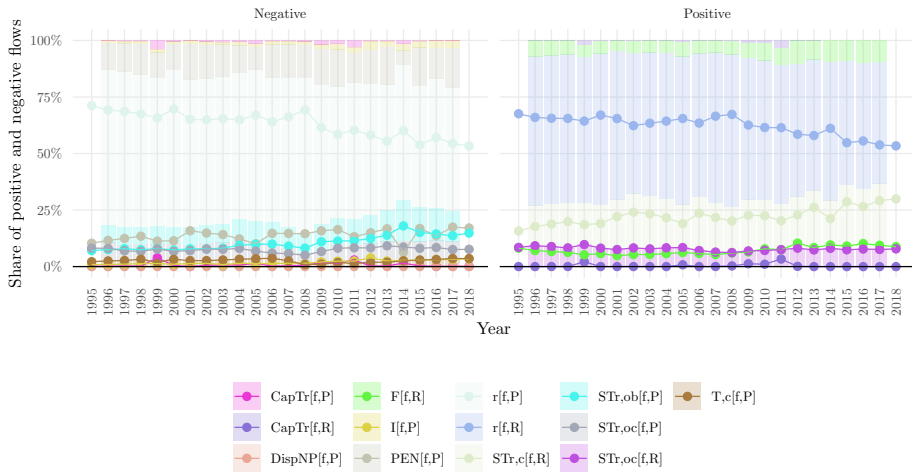 Negative
Positive
Share of positive and negative flows
100%
75%
50%
25%
0%
1995 1996 1997 1998 1999 2000 2001 2002 2003 2004 2005 2006 2007 2008 2009 2010 2011 2012 2013 2014 2015 2016 2017 2018
1995 1996 1997 1998 1999 2000 2001 2002 2003 2004 2005 2006 2007 2008 2009 2010 2011 2012 2013 2014 2015 2016 2017 2018
Year
CapTr[f,P] F[f,R] r[f,P] STr,ob[f,P] T,c[f,P]
CapTr[f,R] I[f,P] r[f,R] STr,oc[f,P]
DispNP[f,P] PEN[f,P] STr,c[f,R] STr,oc[f,R]